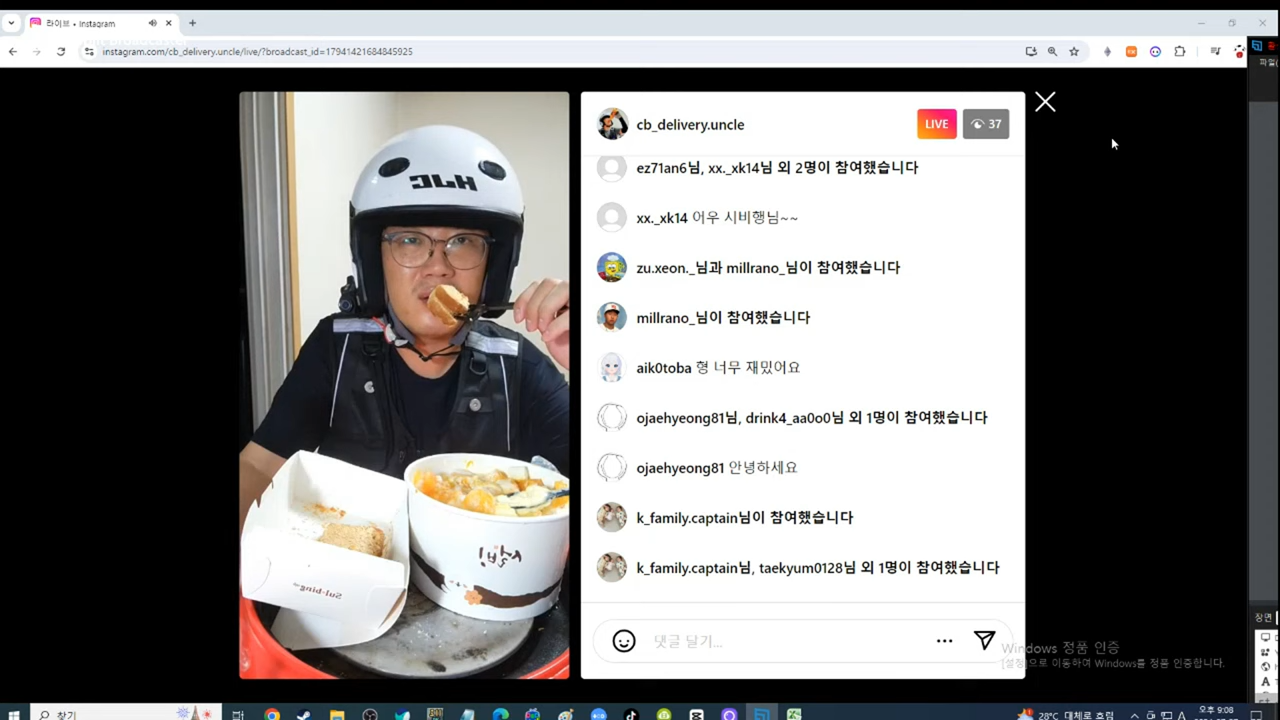 라이브 • Instagram
instagram.com/cb_delivery.uncle/live/?broadcast_id=17941421684845925
파일(
cb_delivery.uncle
LIVE
37
ez71an6님, xx._xk14님 외 2명이 참여했습니다
xx._xk14 어우 시비행님~~
zu.xeon._님과 millrano_님이 참여했습니다
millrano_님이 참여했습니다
aik0toba 형 너무 재밌어요
ojaehyeong81님, drink4_aa0o0님 외 1명이 참여했습니다
ojaehyeong81 안녕하세요
k_family.captain님이 참여했습니다
k_family.captain님, taekyum0128님 외 1명이 참여했습니다
댓글 달기...
HJC
설빙
Sul-bing
장면
Windows 정품 인증
[설정]으로 이동하여 Windows를 정품 인증합니다.
찾기
28°C 대체로 흐림
오후 9:08